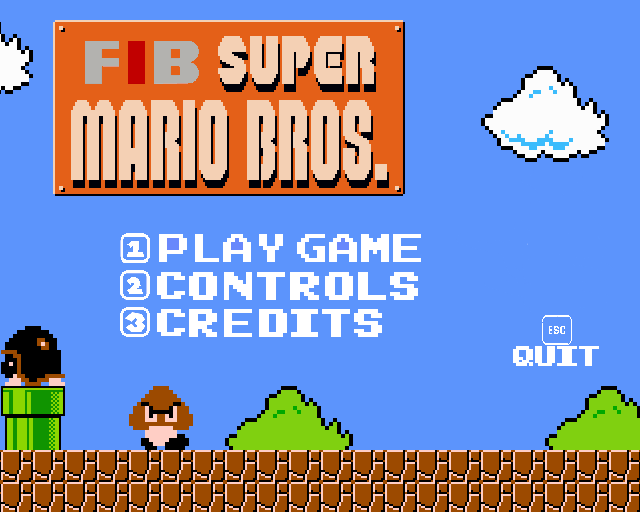 FIB SUPER
MARIO BROS.
1 PLAY GAME
2 CONTROLS
3 CREDITS
ESC
QUIT